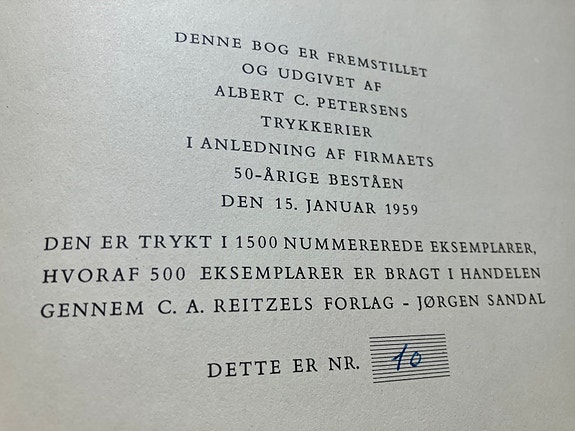 DENNE BOG ER FREMSTILLET
OG UDGIVET AF
ALBERT C. PETERSENS
TRYKKERIER
I ANLEDNING AF FIRMAETS
50-ÅRIGE BESTÅEN
DEN 15. JANUAR 1959
DEN ER TRYKT I 1500 NUMMEREREDE EKSEMPLARER,
HVORAF 500 EKSEMPLARER ER BRAGT I HANDELEN
GENNEM C. A. REITZELS FORLAG - JØRGEN SANDAL
DETTE ER NR. 10